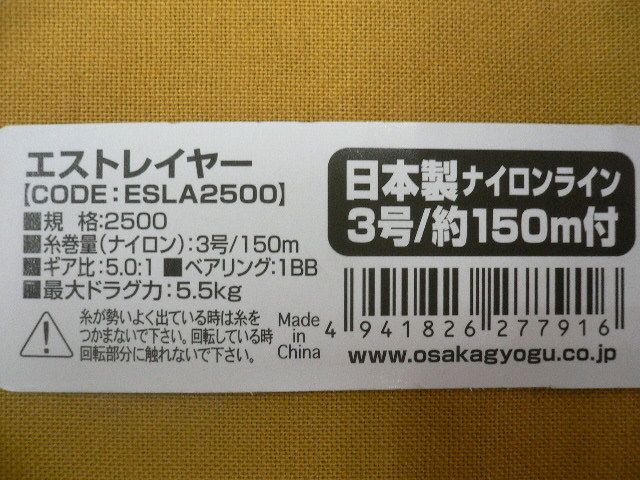 エストレイヤー
【CODE:ESLA2500】
■規 格:2500
■糸巻量(ナイロン):3号/150m
■ギア比:5.0:1 ■ベアリング:1BB
■最大ドラグ力:5.5kg
糸が勢いよく出ている時は糸を
つかまないで下さい。回転している時
回転部分に触れないで下さい。
Made
in
China
日本製ナイロンライン
3号/約150m付
4 941826 277916
www.osakagyogu.co.jp